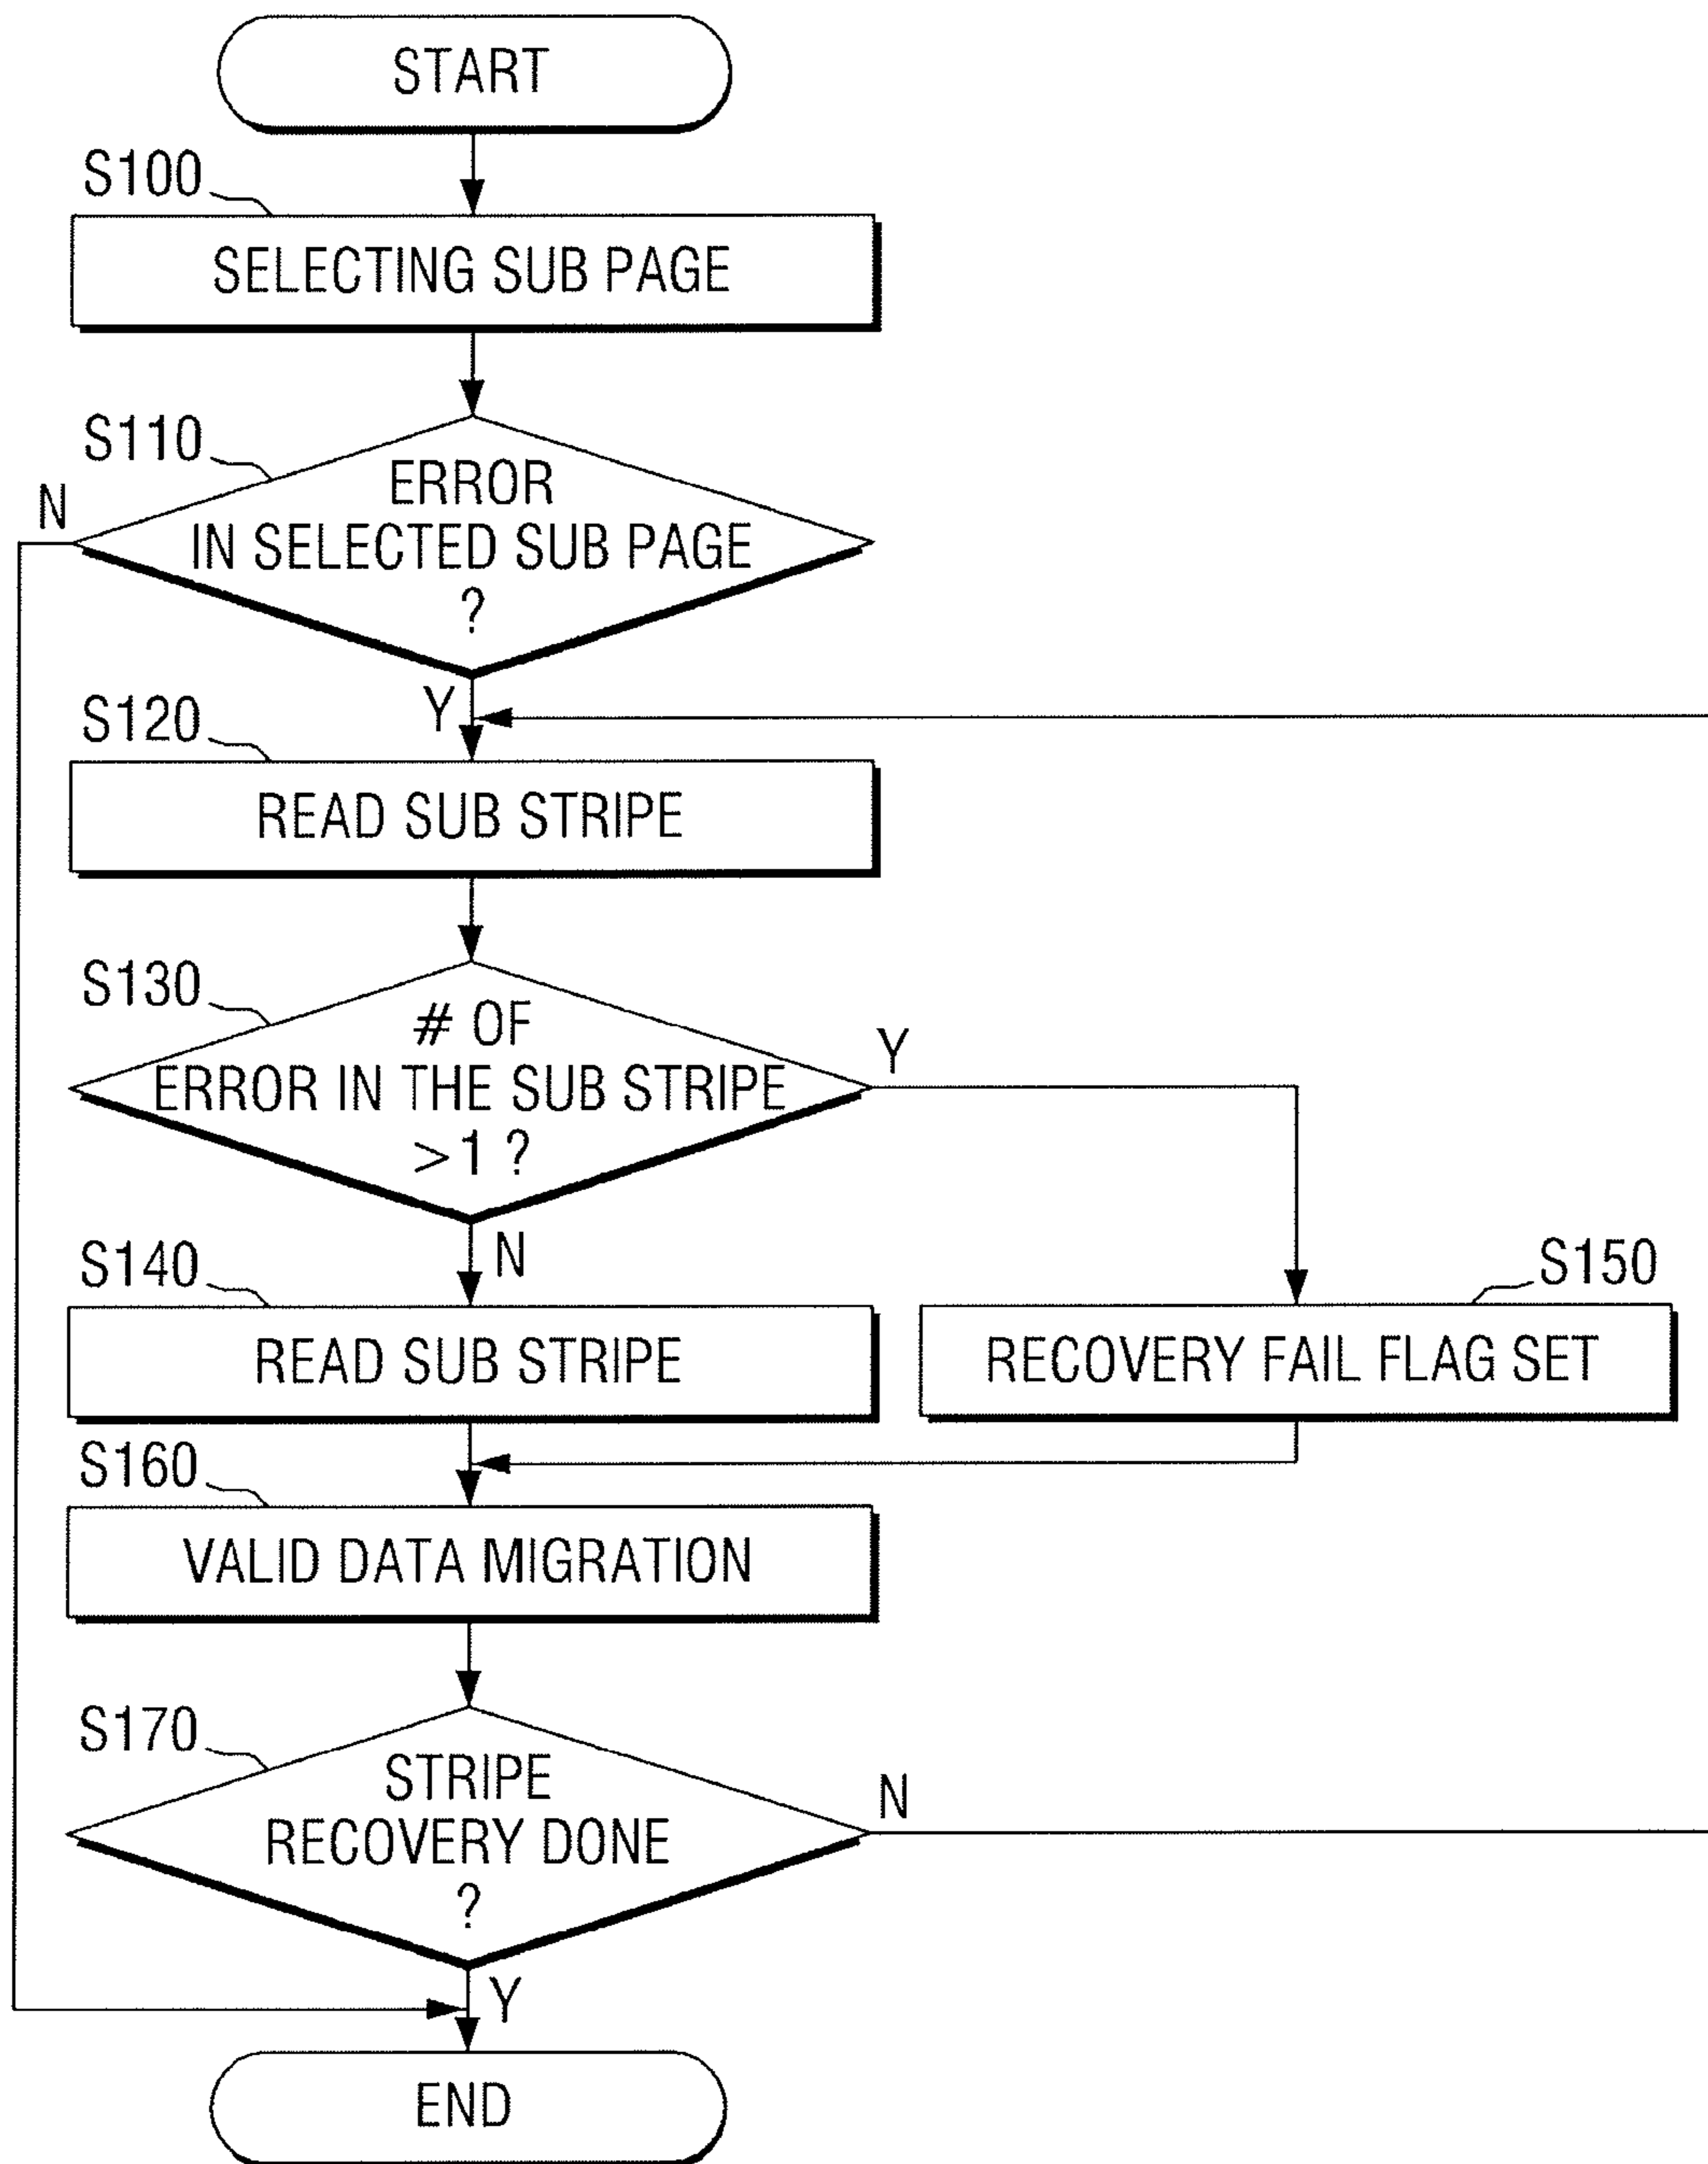 START
S100
SELECTING SUB PAGE
S110
N
ERROR
IN SELECTED SUB PAGE
?
Y
S120
READ SUB STRIPE
S130
# OF
ERROR IN THE SUB STRIPE
>1 ?
Y
N
S140
READ SUB STRIPE
S150
RECOVERY FAIL FLAG SET
S160
VALID DATA MIGRATION
S170
STRIPE
RECOVERY DONE
?
N
Y
END